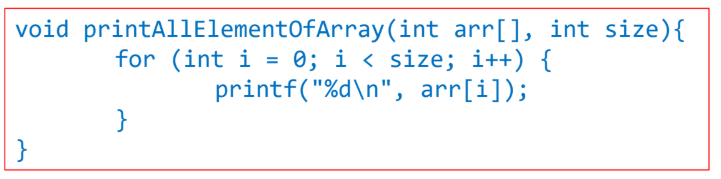 void printAllElementOfArray(int arr[], int size){
for (int i = 0; i < size; i++) {
printf("%d\n", arr[i]);
}
}